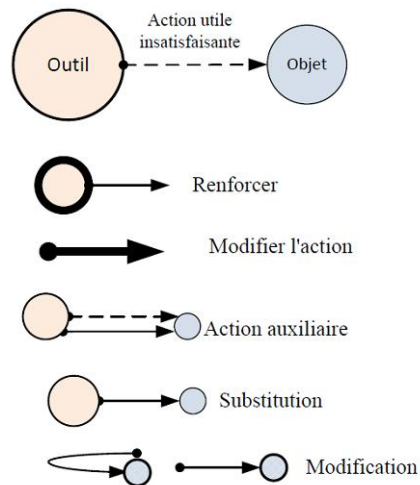 Action utile
insatisfaisante
Outil
Objet
Renforcer
Modifier l'action
Action auxiliaire
Substitution
Modification